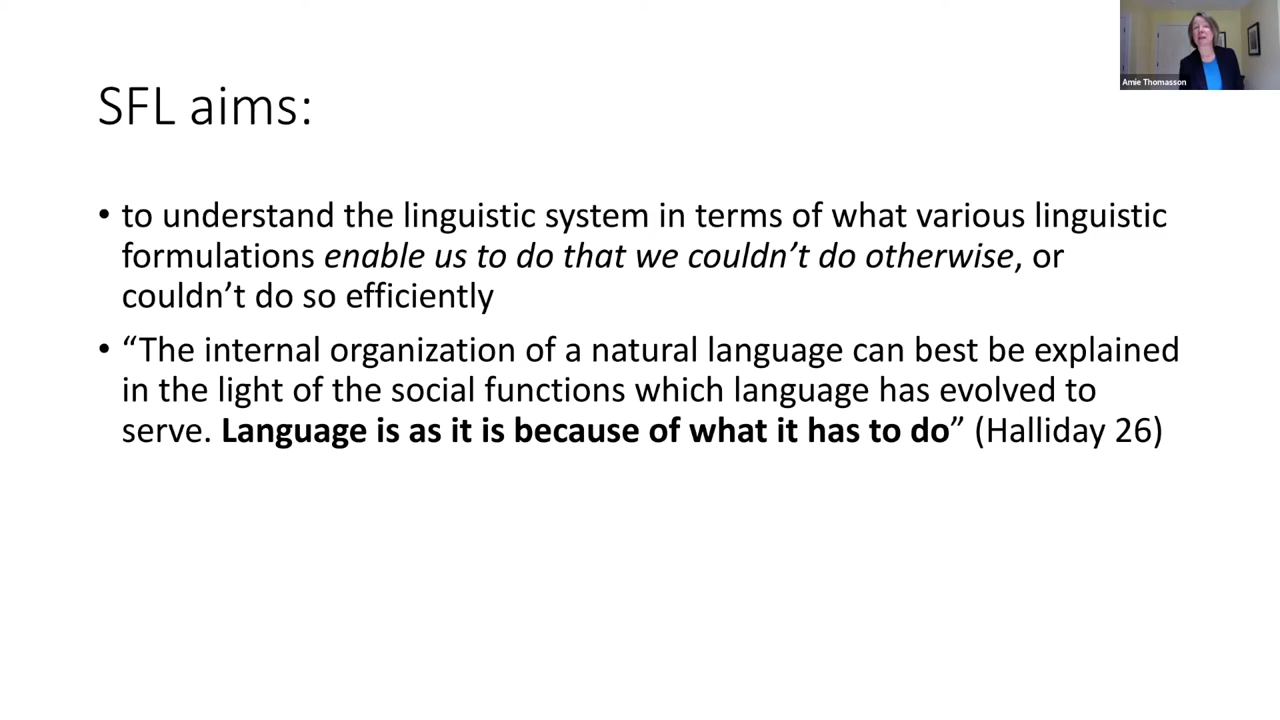 Amie Thomasson
SFL aims:
• to understand the linguistic system in terms of what various linguistic
formulations enable us to do that we couldn’t do otherwise, or
couldn’t do so efficiently
• “The internal organization of a natural language can best be explained
in the light of the social functions which language has evolved to
serve. Language is as it is because of what it has to do” (Halliday 26)